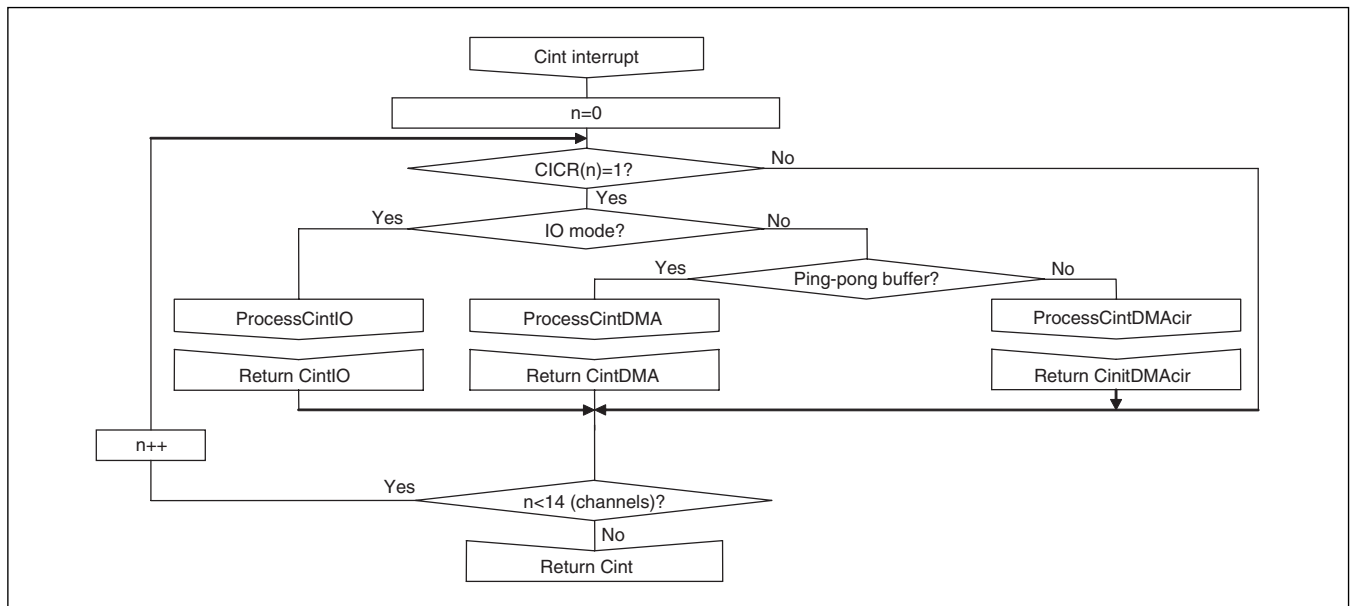 Cint interrupt
n=0
CICR(n)=1?
No
Yes
Yes
IO mode?
No
Yes
Ping-pong buffer?
No
ProcessCintIO
ProcessCintDMA
ProcessCintDMAcir
Return CintIO
Return CintDMA
Return CinitDMAcir
n++
Yes
n<14 (channels)?
No
Return Cint